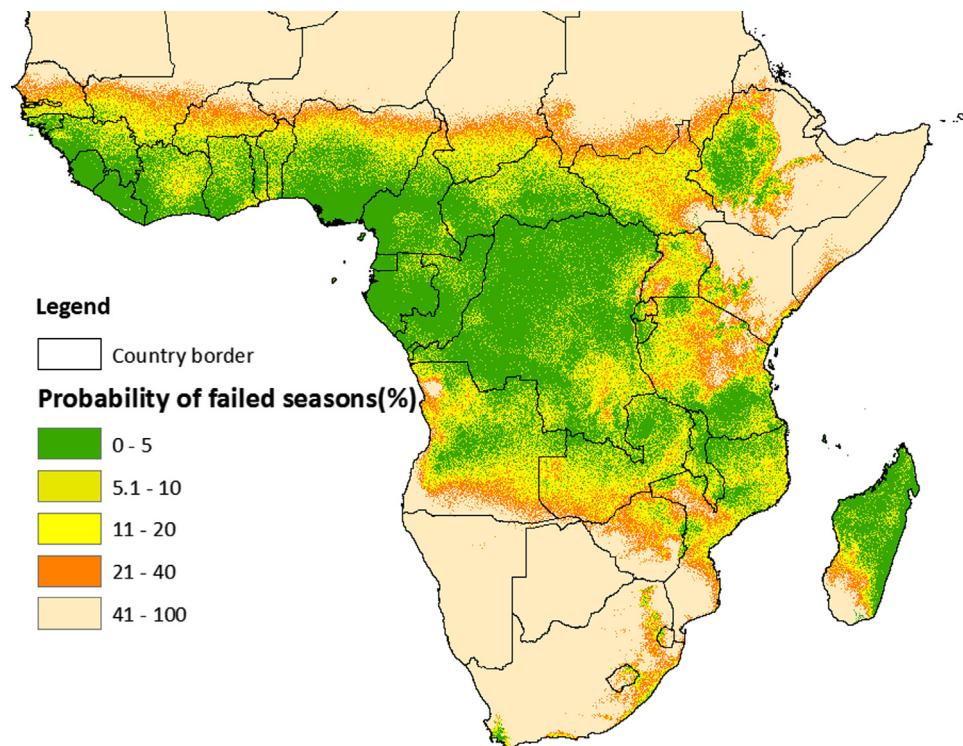 Legend
Country border
Probability of failed seasons(%)
0 - 5
5.1 - 10
11 - 20
21 - 40
41 - 100